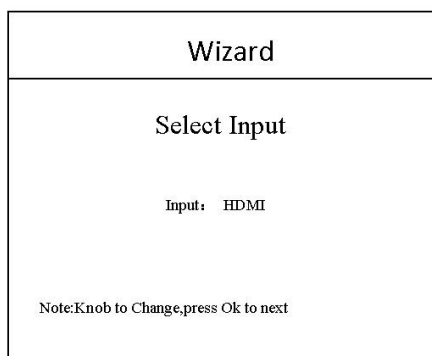 Wizard
Select Input
Input： HDMI
Note:Knob to Change,press Ok to next